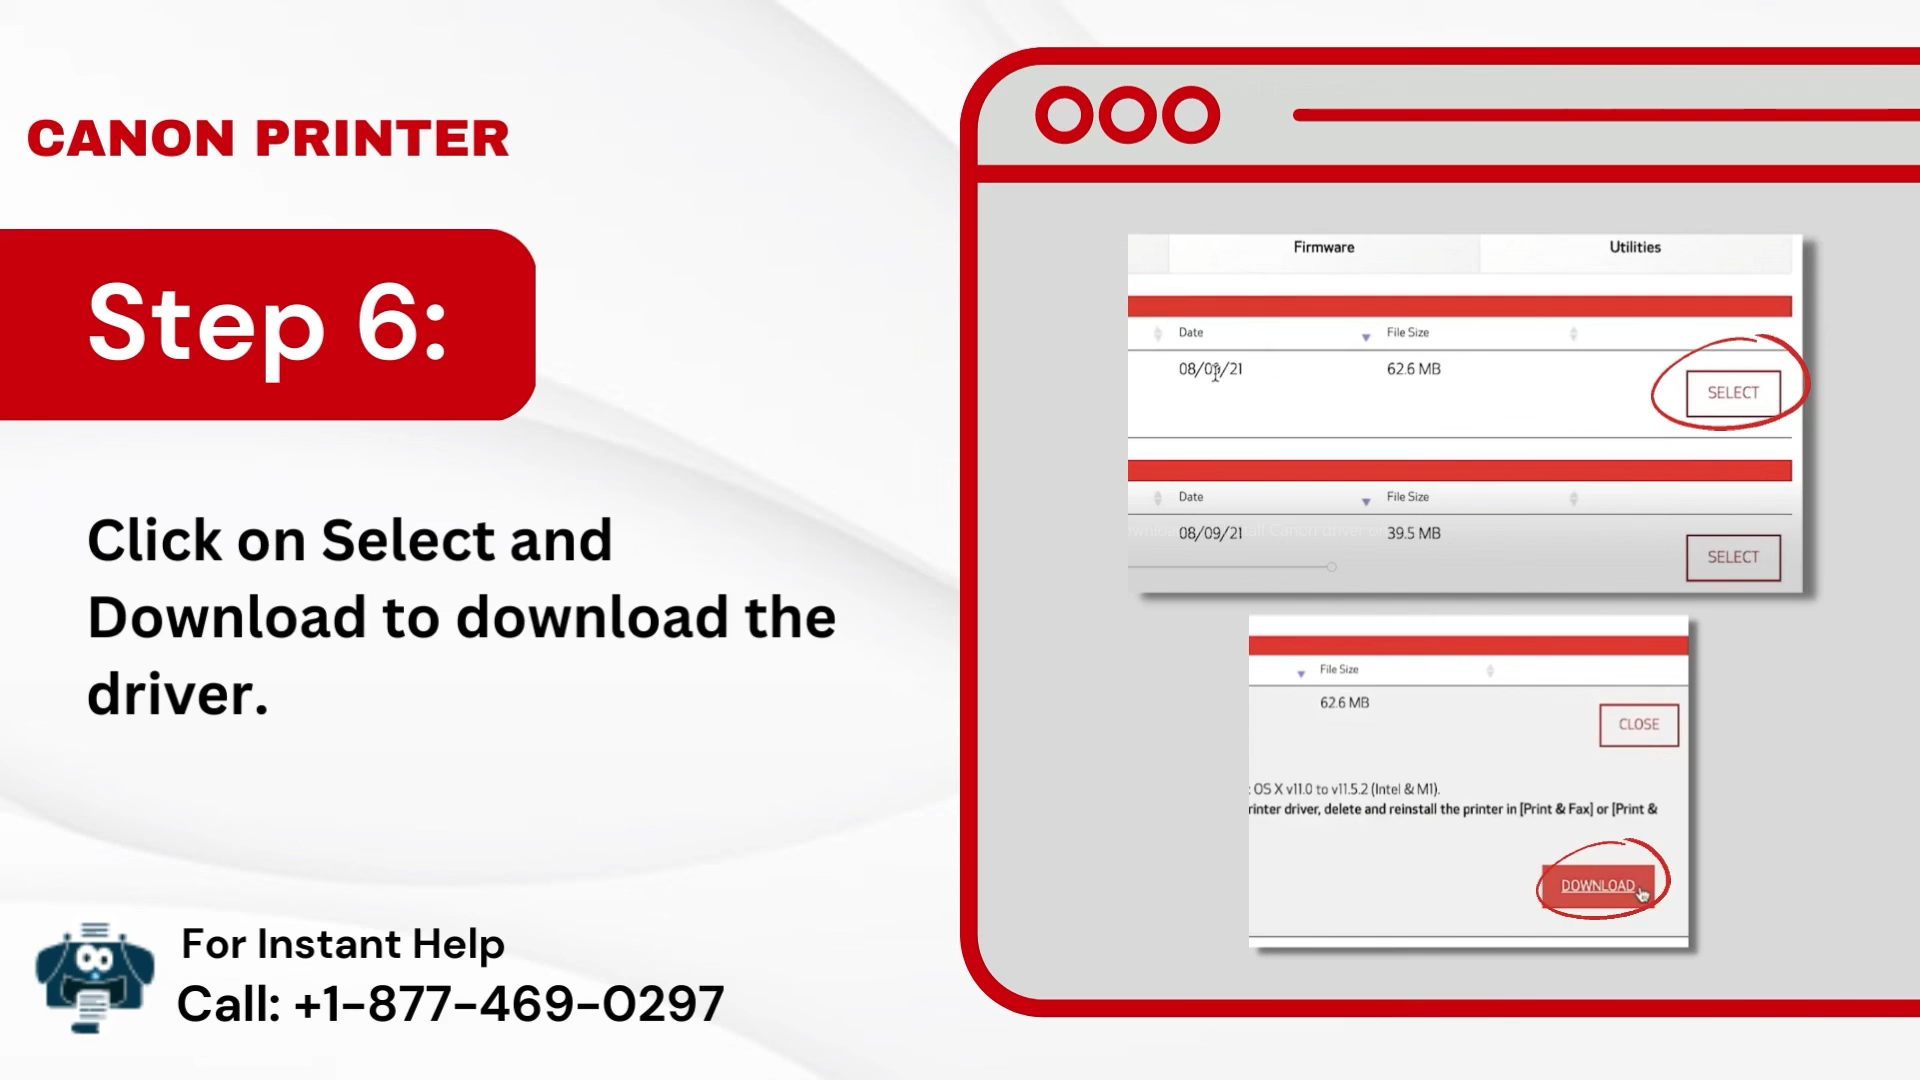 CANON PRINTER
Step 6:
Click on Select and
Download to download the
driver.
For Instant Help
Call: +1-877-469-0297
Firmware Utilities
Date File Size
08/09/21 62.6 MB
SELECT
Date File Size
08/09/21 39.5 MB
SELECT
File Size
62.6 MB
CLOSE
: OS X v11.0 to v11.5.2 (Intel & M1).
rinter driver, delete and reinstall the printer in [Print & Fax] or [Print &
DOWNLOAD